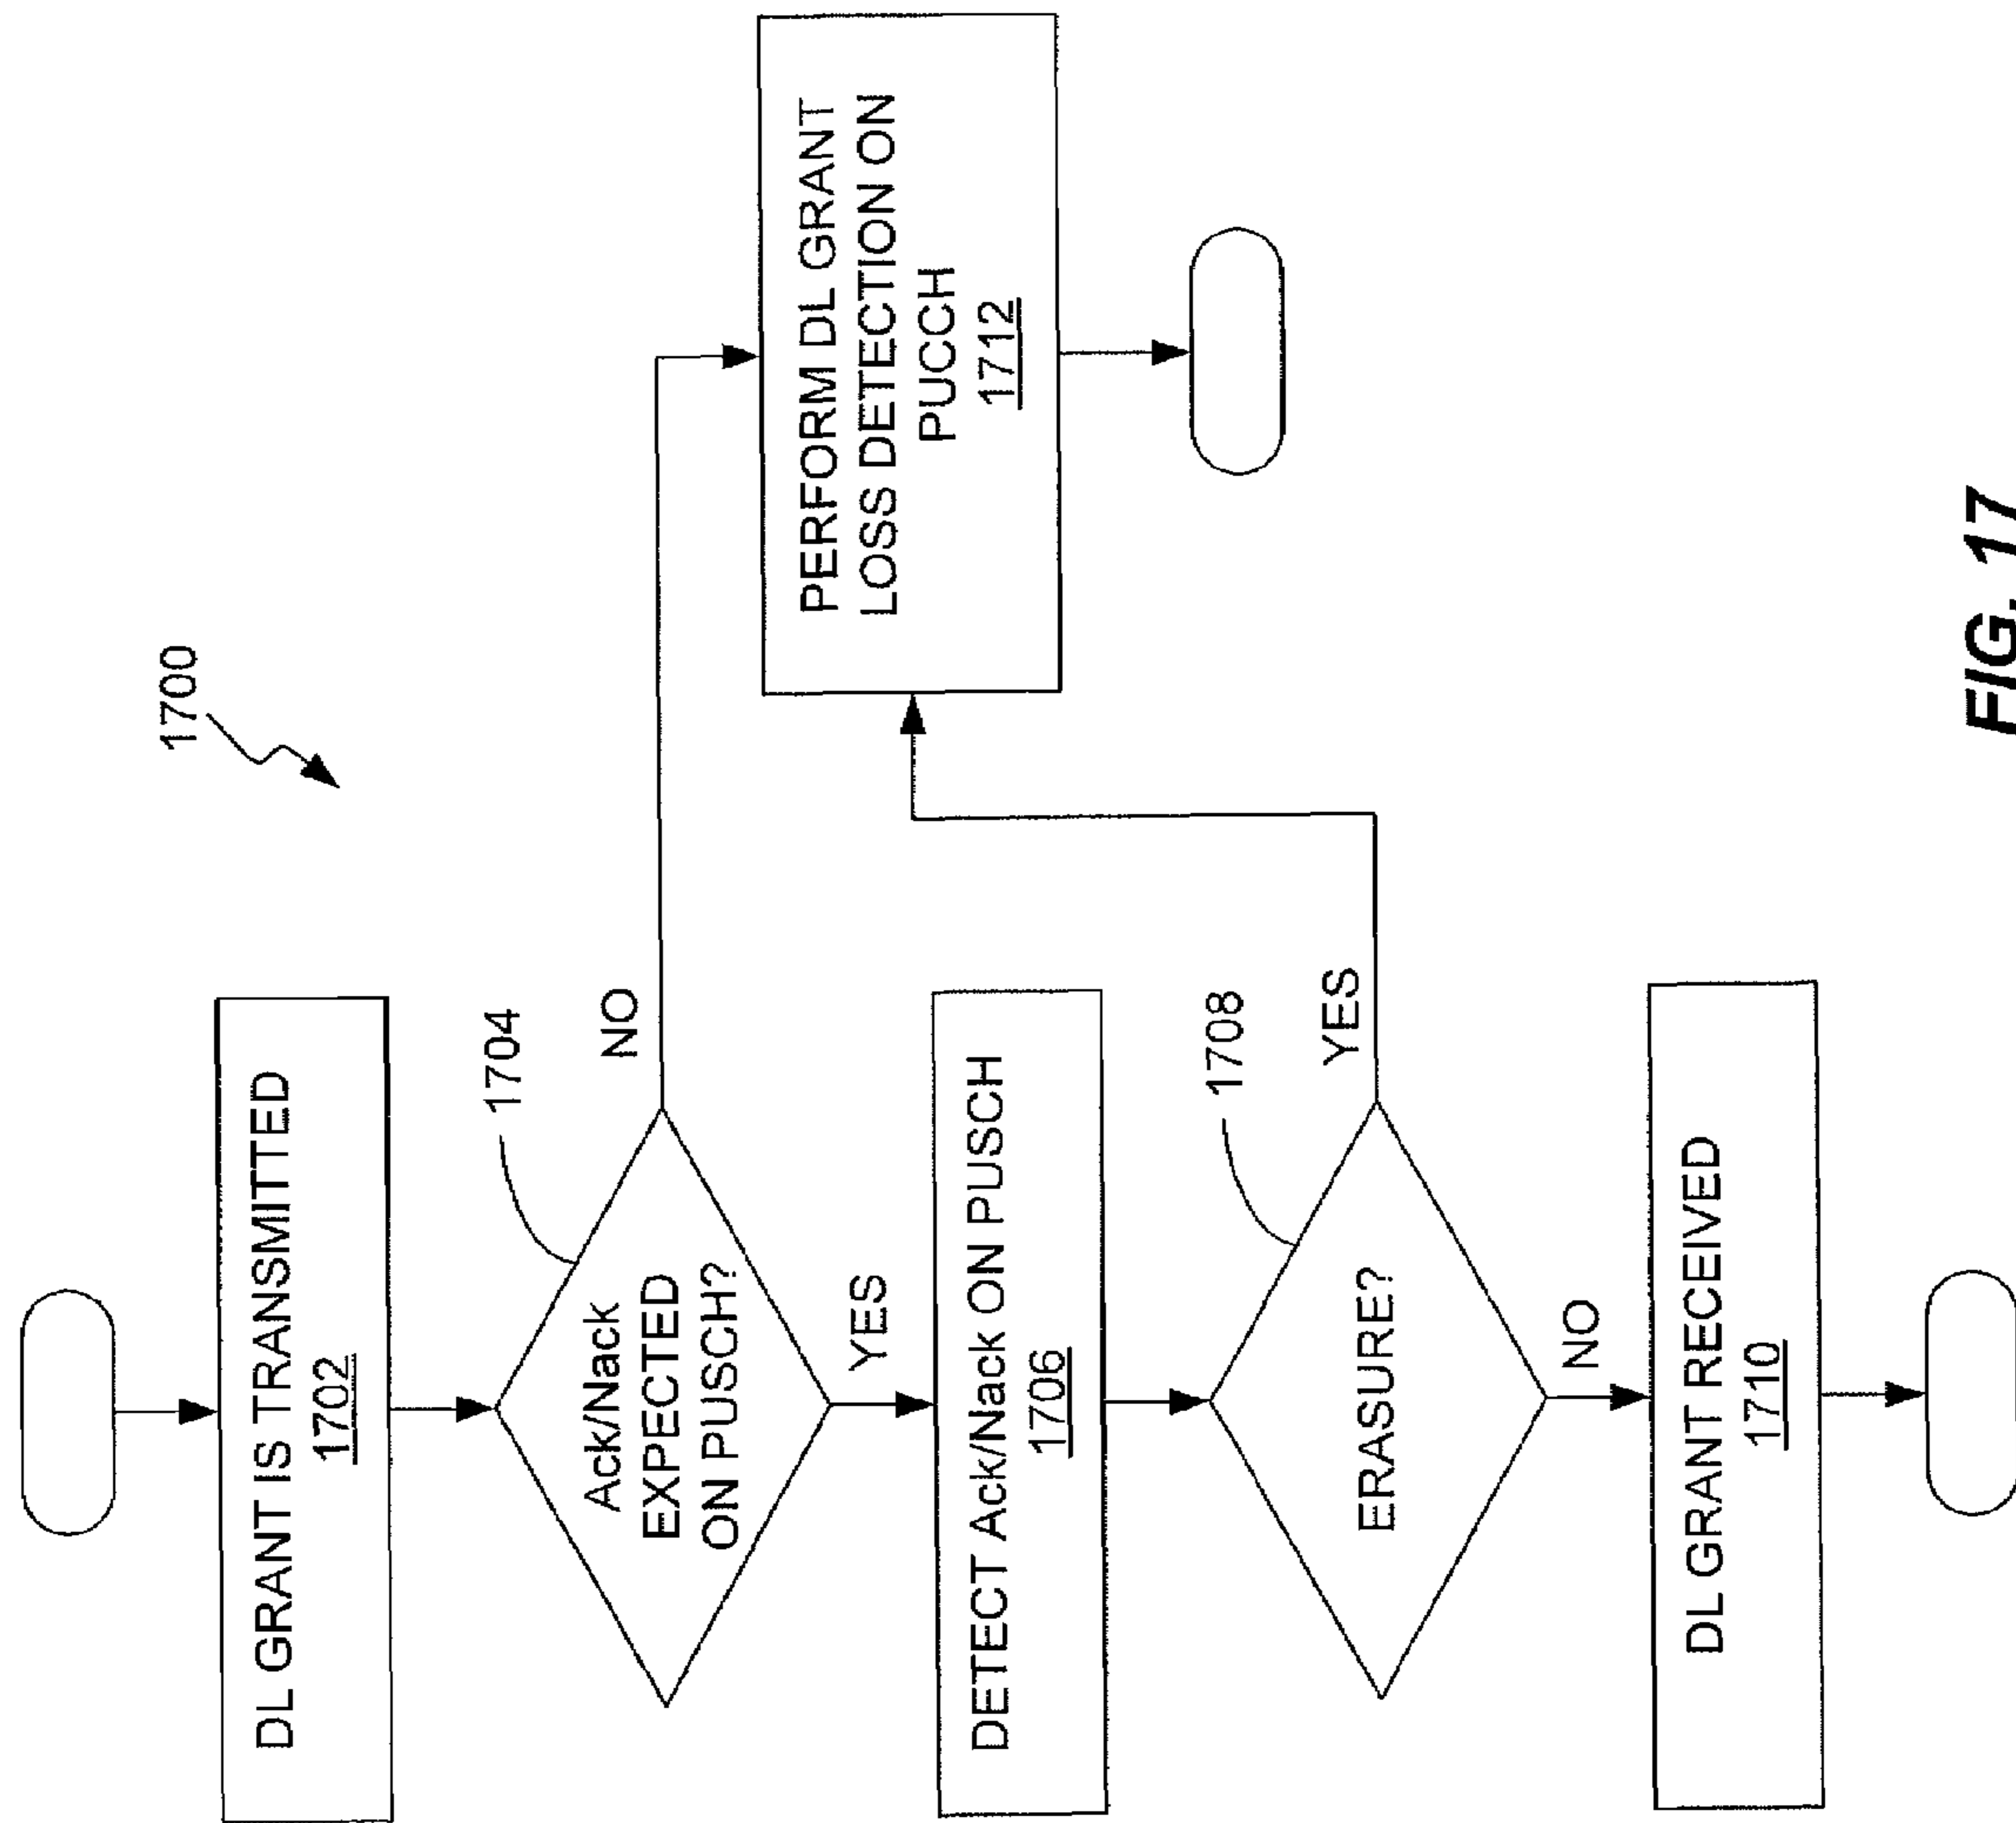 1700
DL GRANT IS TRANSMITTED
1702
1704
Ack/Nack
EXPECTED
ON PUSCH?
NO
YES
DETECT Ack/Nack ON PUSCH
1706
1708
ERASURE?
YES
NO
DL GRANT RECEIVED
1710
PERFORM DL GRANT
LOSS DETECTION ON
PUCCH
1712
FIG. 17